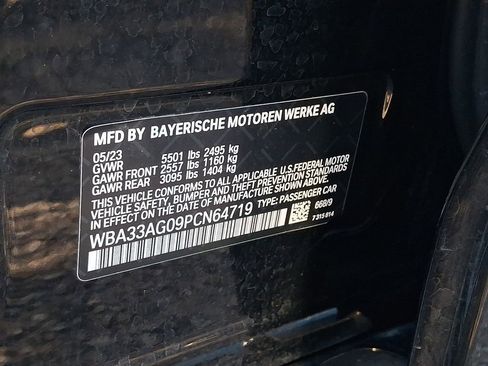 MFD BY BAYERISCHE MOTOREN WERKE AG
05/23
GVWR 5501 lbs 2495 kg
GAWR FRONT 2557 lbs 1160 kg
GAWR REAR 3095 lbs 1404 kg
THIS VEHICLE CONFORMS TO ALL APPLICABLE U.S.FEDERAL MOTOR
VEHICLE SAFETY, BUMPER AND THEFT PREVENTION STANDARDS
IN EFFECT ON THE DATE OF MANUFACTURE SHOWN ABOVE.
WBA33AG09PCN64719 TYPE: PASSENGER CAR
668/9
7 315 814